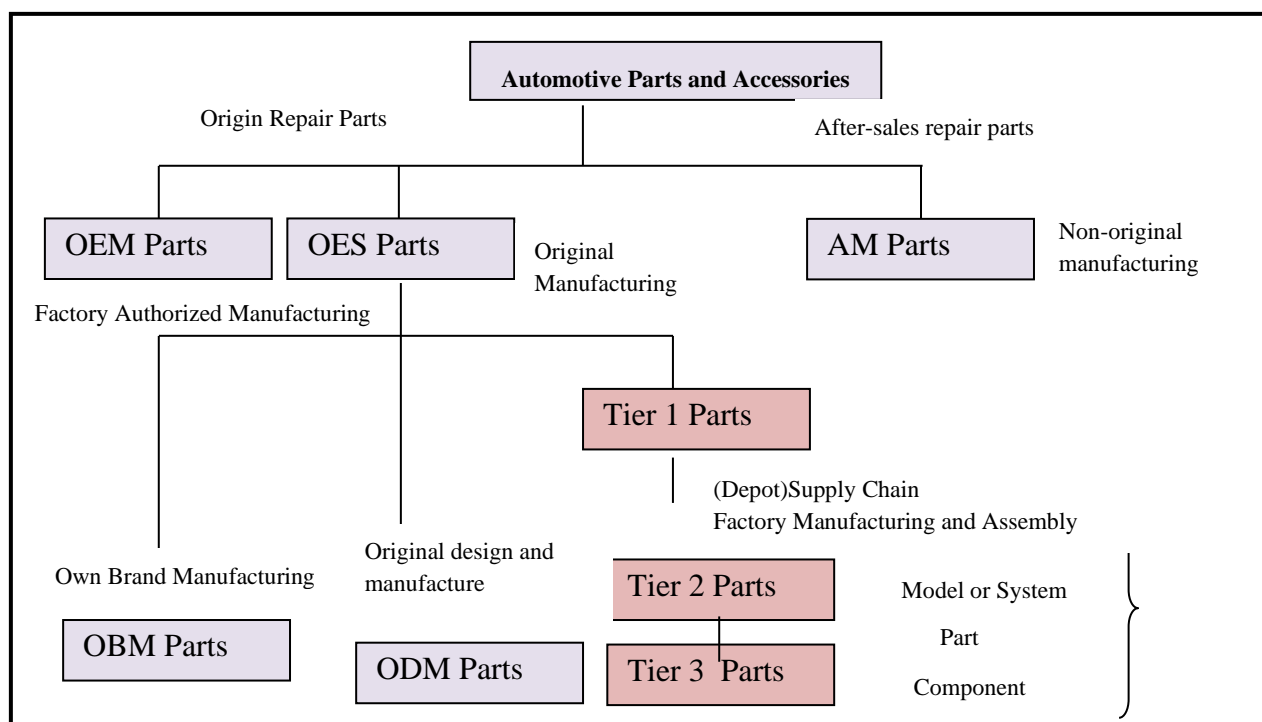 Automotive Parts and Accessories
Origin Repair Parts
After-sales repair parts
OEM Parts
OES Parts
Original
Manufacturing
AM Parts
Non-original
manufacturing
Factory Authorized Manufacturing
Tier 1 Parts
(Depot)Supply Chain
Factory Manufacturing and Assembly
Own Brand Manufacturing
Original design and
manufacture
Tier 2 Parts
Model or System
OBM Parts
ODM Parts
Part
Tier 3 Parts
Component